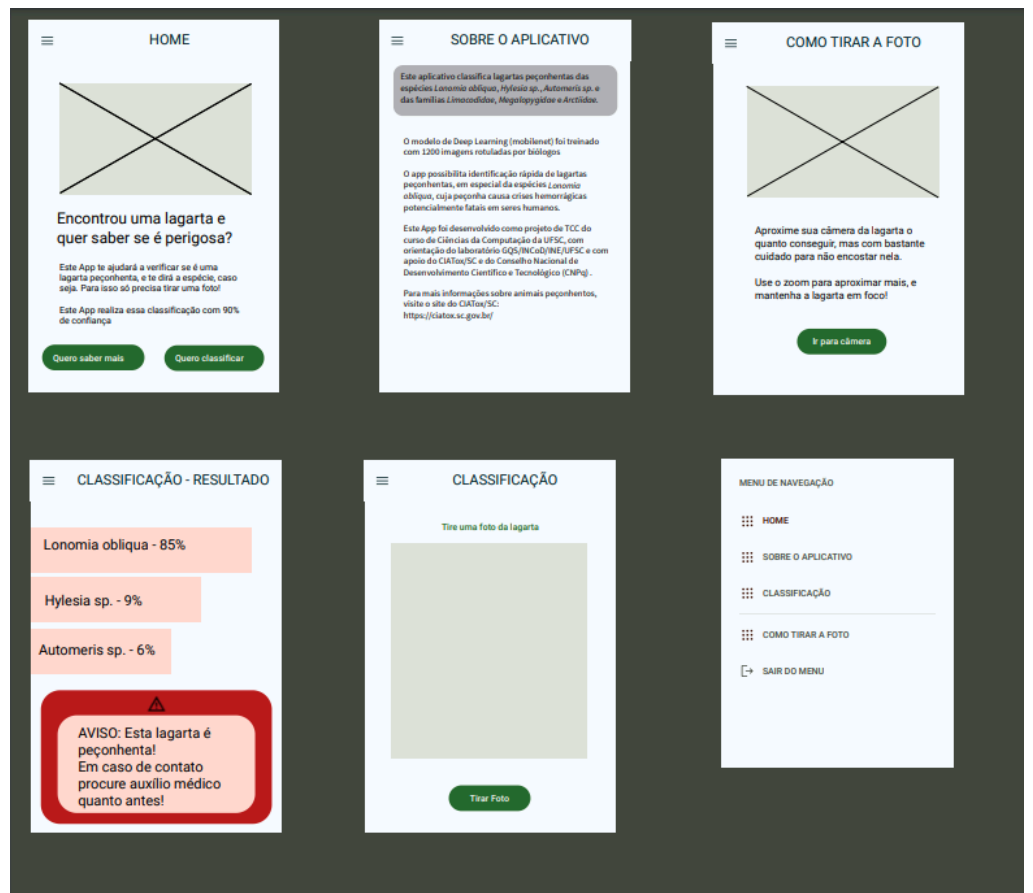 HOME
Encontrou uma lagarta e
quer saber se é perigosa?
Este App te ajudará a verificar se é uma
lagarta peçonhenta, e te dirá a espécie, caso
seja. Para isso só precisa tirar uma foto!
Este App realiza essa classificação com 90%
de confiança
Quero saber mais
Quero classificar
SOBRE O APLICATIVO
Este aplicativo classifica lagartas peçonhentas das
espécies Lonomia obliqua, Hylesia sp., Automeris sp. e
das famílias Limacodidae, Megalopygidae e Arctiidae.
O modelo de Deep Learning (mobilenet) foi treinado
com 1200 imagens rotuladas por biólogos
O app possibilita identificação rápida de lagartas
peçonhentas, em especial da espécies Lonomia
obliqua, cuja peçonha causa crises hemorrágicas
potencialmente fatais em seres humanos.
Este App foi desenvolvido como projeto de TCC do
curso de Ciências da Computação da UFSC, com
orientação do laboratório GQS/INCoD/INE/UFSC e com
apoio do CIATox/SC e do Conselho Nacional de
Desenvolvimento Científico e Tecnológico (CNPq) .
Para mais informações sobre animais peçonhentos,
visite o site do CIATox/SC:
https://ciatox.sc.gov.br/
COMO TIRAR A FOTO
Aproxime sua câmera da lagarta o
quanto conseguir, mas com bastante
cuidado para não encostar nela.
Use o zoom para aproximar mais, e
mantenha a lagarta em foco!
Ir para câmera
CLASSIFICAÇÃO - RESULTADO
Lonomia obliqua - 85%
Hylesia sp. - 9%
Automeris sp. - 6%
AVISO: Esta lagarta é
peçonhenta!
Em caso de contato
procure auxílio médico
quanto antes!
CLASSIFICAÇÃO
Tire uma foto da lagarta
Tirar Foto
MENU DE NAVEGAÇÃO
HOME
SOBRE O APLICATIVO
CLASSIFICAÇÃO
COMO TIRAR A FOTO
SAIR DO MENU